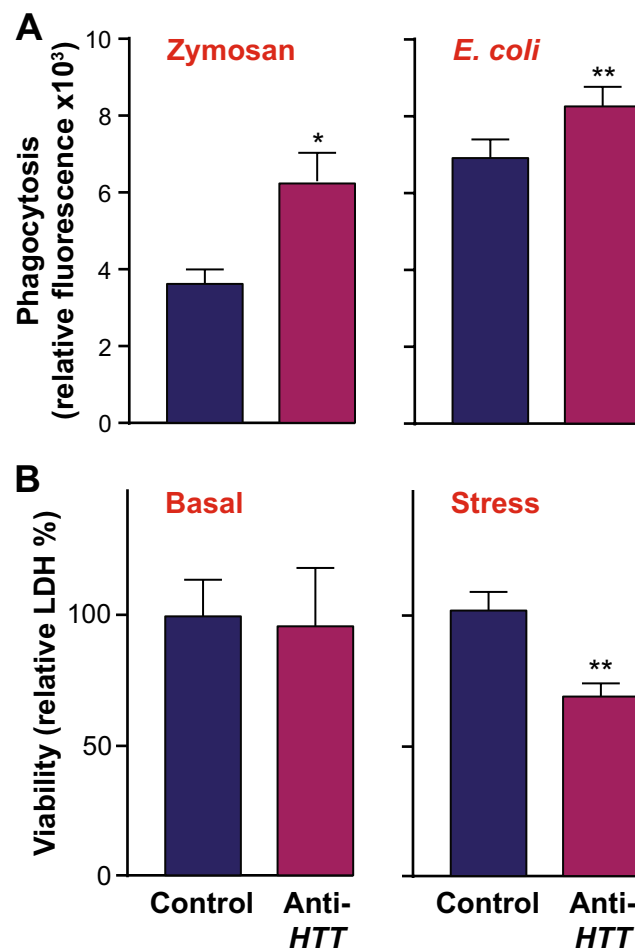 A
Phagocytosis
(relative fluorescence x10³)
10
8
6
4
2
0
Zymosan
*
E. coli
**
B
Viability (relative LDH %)
100
50
0
Basal
Stress
**
Control
Anti-
HTT
Control
Anti-
HTT